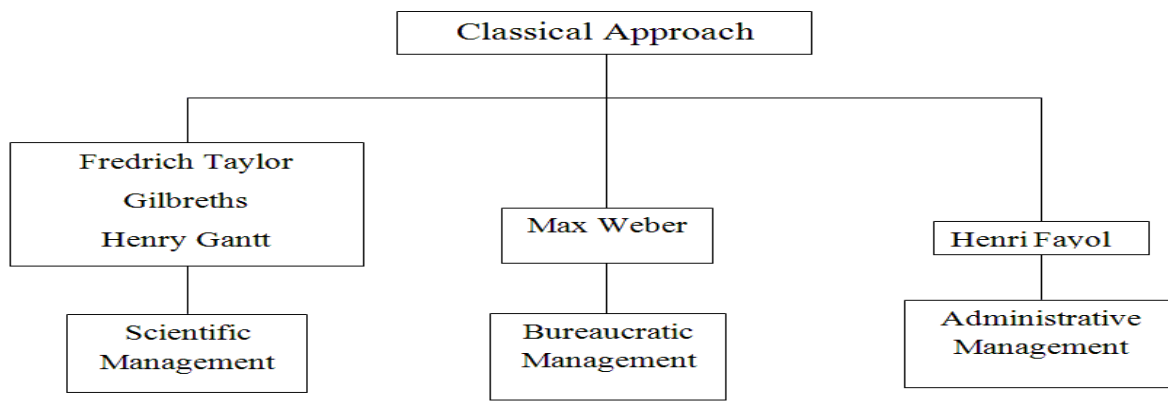 Classical Approach
Fredrich Taylor
Gilbreths
Henry Gantt
Max Weber
Henri Fayol
Scientific
Management
Bureaucratic
Management
Administrative
Management